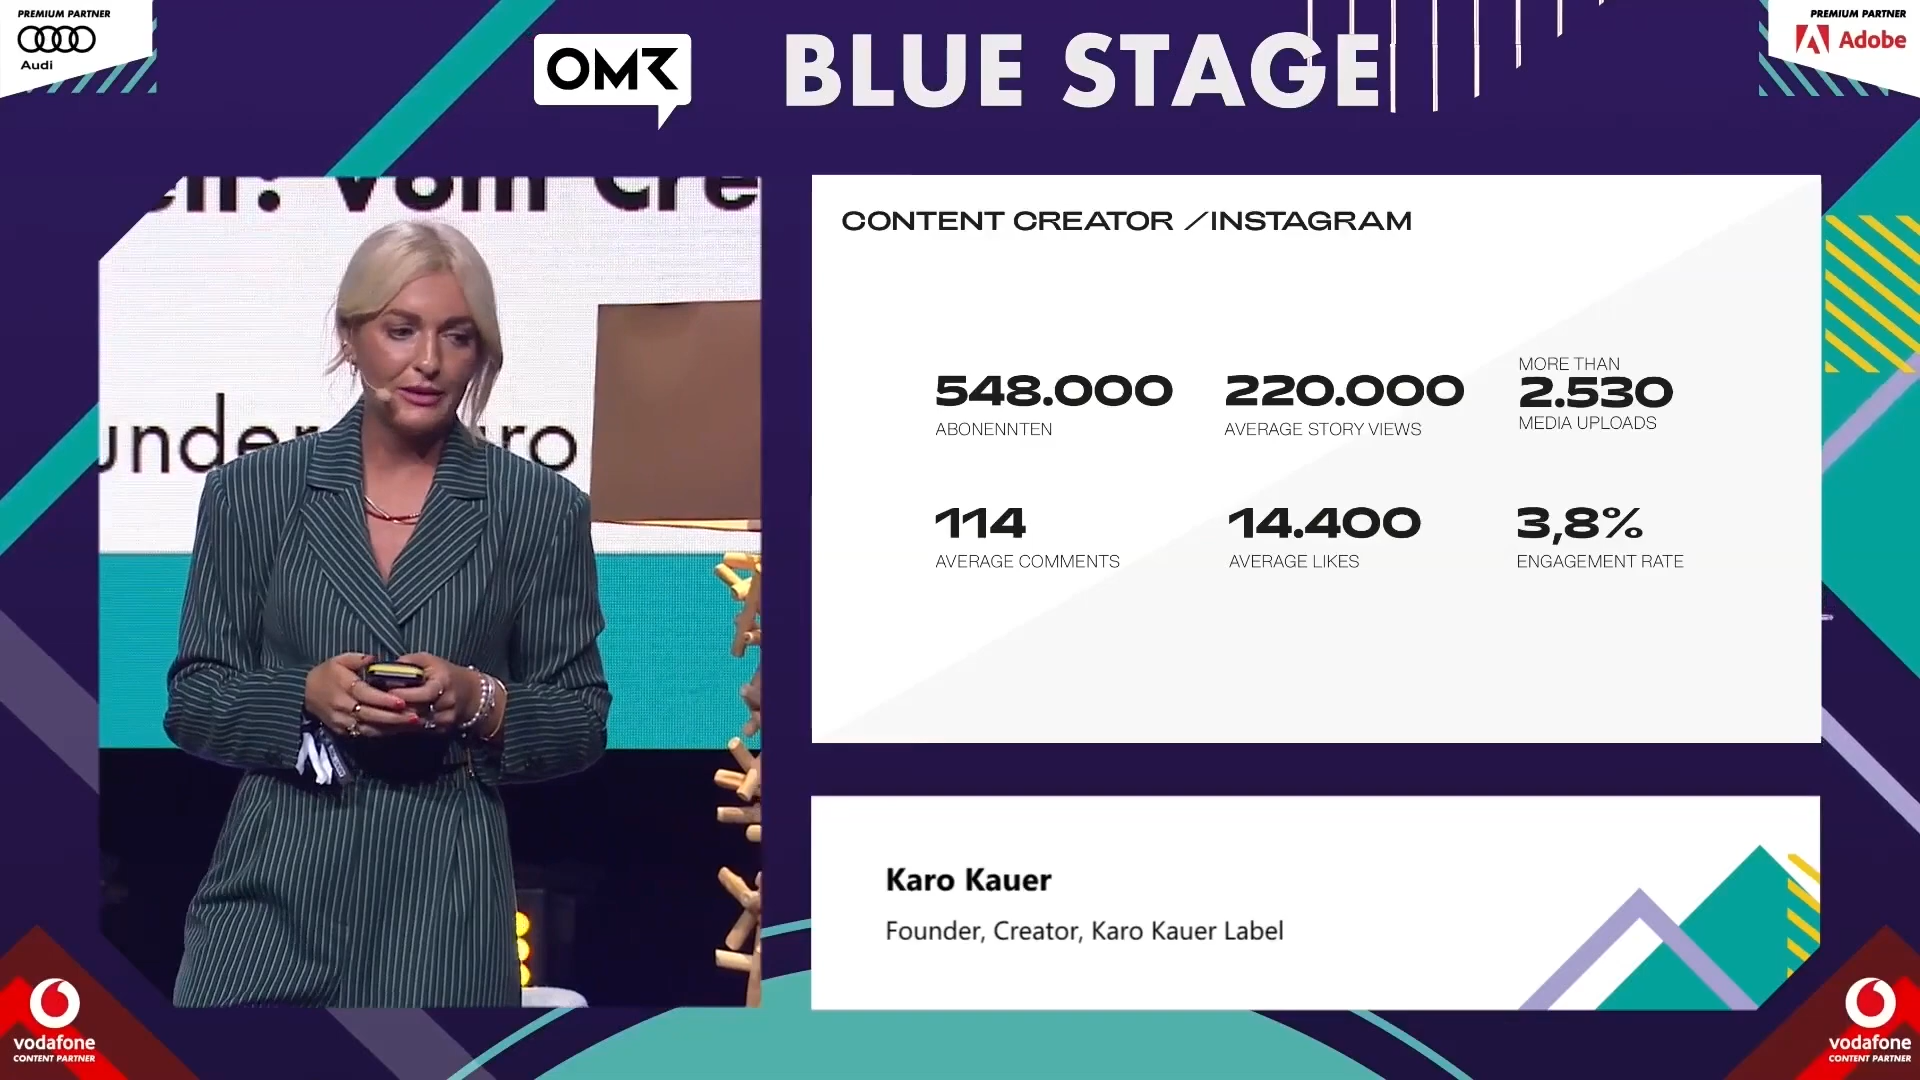 PREMIUM PARTNER
Audi
OMR
BLUE STAGE
PREMIUM PARTNER
Adobe
CONTENT CREATOR /INSTAGRAM
548.000
ABONENNTEN
220.000
AVERAGE STORY VIEWS
MORE THAN
2.530
MEDIA UPLOADS
114
AVERAGE COMMENTS
14.400
AVERAGE LIKES
3,8%
ENGAGEMENT RATE
Karo Kauer
Founder, Creator, Karo Kauer Label
vodafone
CONTENT PARTNER
vodafone
CONTENT PARTNER